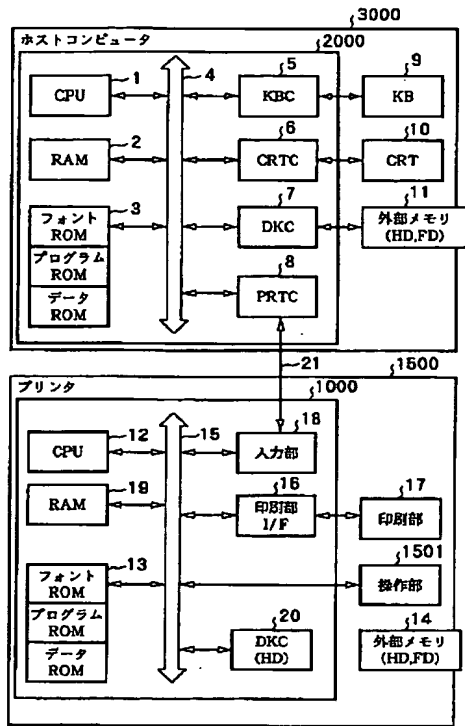 3000
ホストコンピュータ
2000
1
4
5
9
CPU
KBC
KB
2
6
10
RAM
CRTC
CRT
3
7
11
フォント
ROM
プログラム
ROM
データ
ROM
DKC
外部メモリ
(HD,FD)
8
PRTC
21
1500
プリンタ
1000
12
15
18
CPU
入力部
19
16
17
RAM
印刷部
I/F
印刷部
13
1501
フォント
ROM
プログラム
ROM
データ
ROM
操作部
20
14
DKC
(HD)
外部メモリ
(HD,FD)